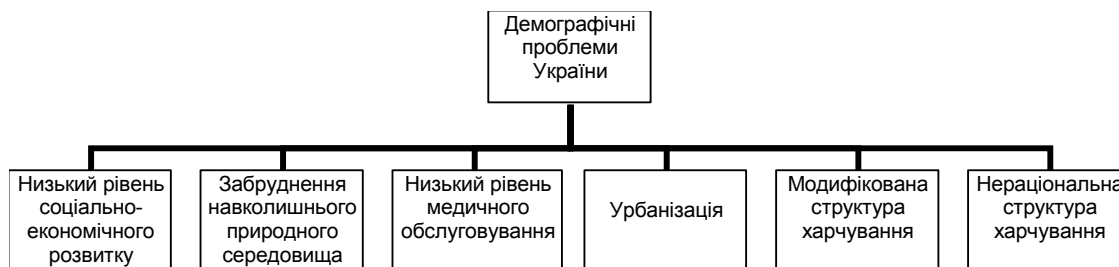 Демографічні
проблеми
України
Низький рівень
соціально-
економічного
розвитку
Забруднення
навколишнього
природного
середовища
Низький рівень
медичного
обслуговування
Урбанізація
Модифікована
структура
харчування
Нераціональна
структура
харчування